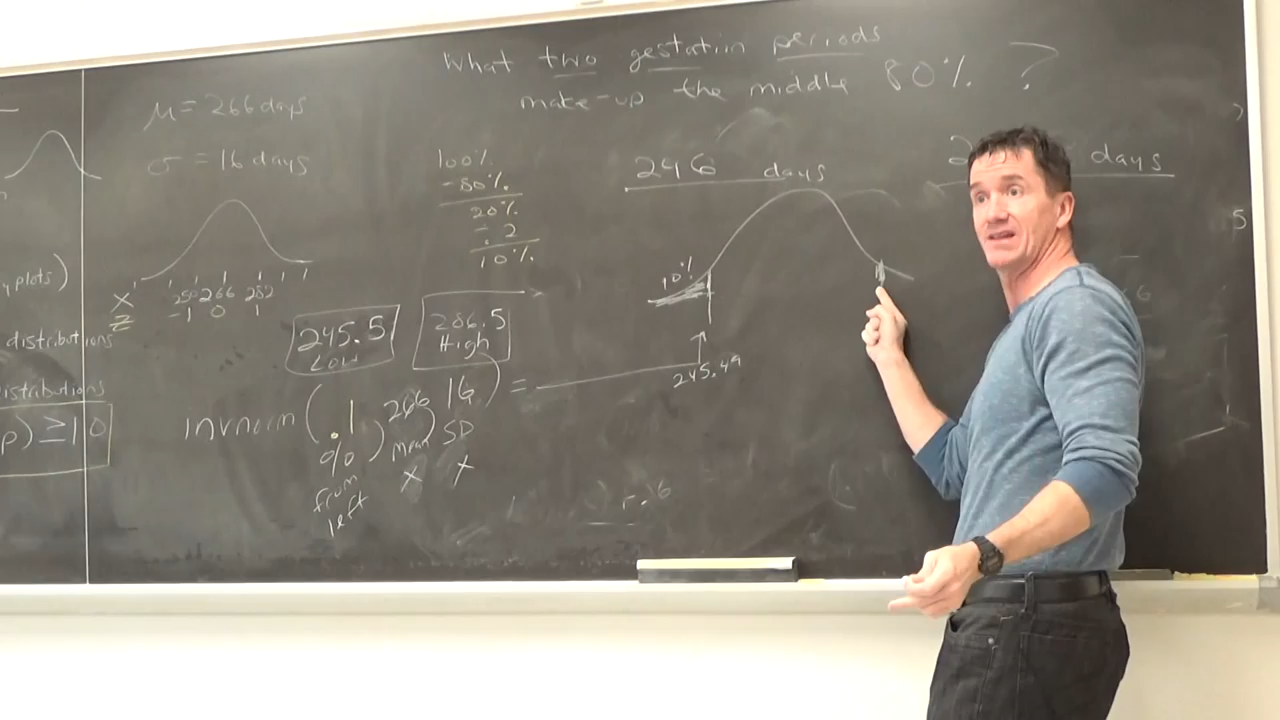 What two gestation periods
make-up the middle 80% ?
μ = 266 days
σ = 16 days
100%
- 80%
20%
÷ 2
10%
246 days
days
10%
245.49
X 250 266 282
Z -1 0 1
245.5
Low
286.5
High
invnorm ( .1 266 16 ) =
% ) mean) SD
from
left
X X
y plots)
distributions
istributions
p) ≥ 10
5